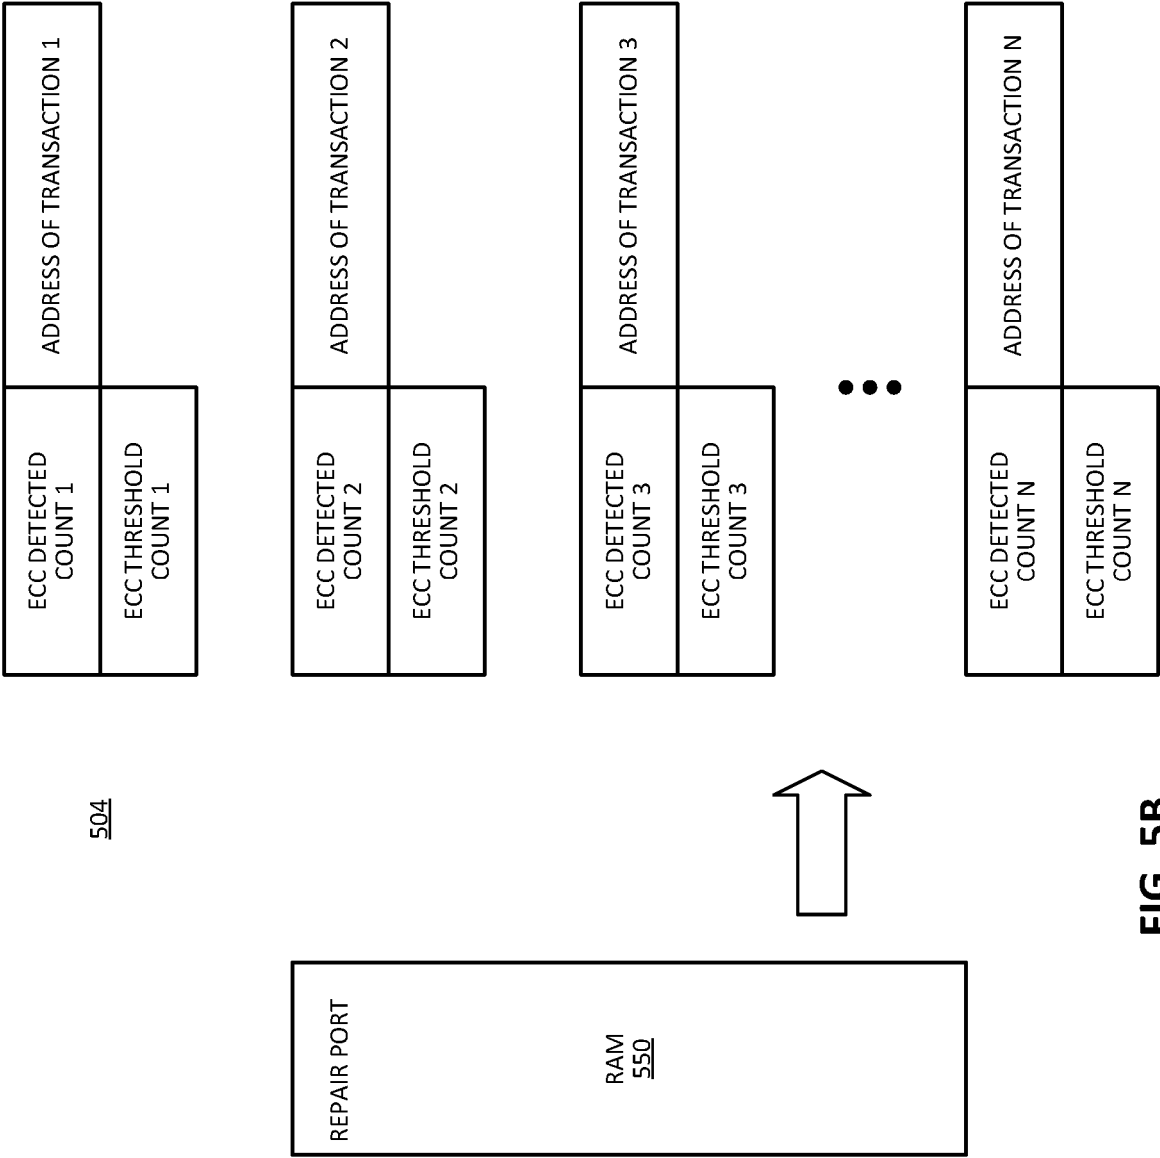 504
REPAIR PORT
RAM
550
ECC DETECTED
COUNT 1
ADDRESS OF TRANSACTION 1
ECC THRESHOLD
COUNT 1
ECC DETECTED
COUNT 2
ADDRESS OF TRANSACTION 2
ECC THRESHOLD
COUNT 2
ECC DETECTED
COUNT 3
ADDRESS OF TRANSACTION 3
ECC THRESHOLD
COUNT 3
ECC DETECTED
COUNT N
ADDRESS OF TRANSACTION N
ECC THRESHOLD
COUNT N
FIG. 5B